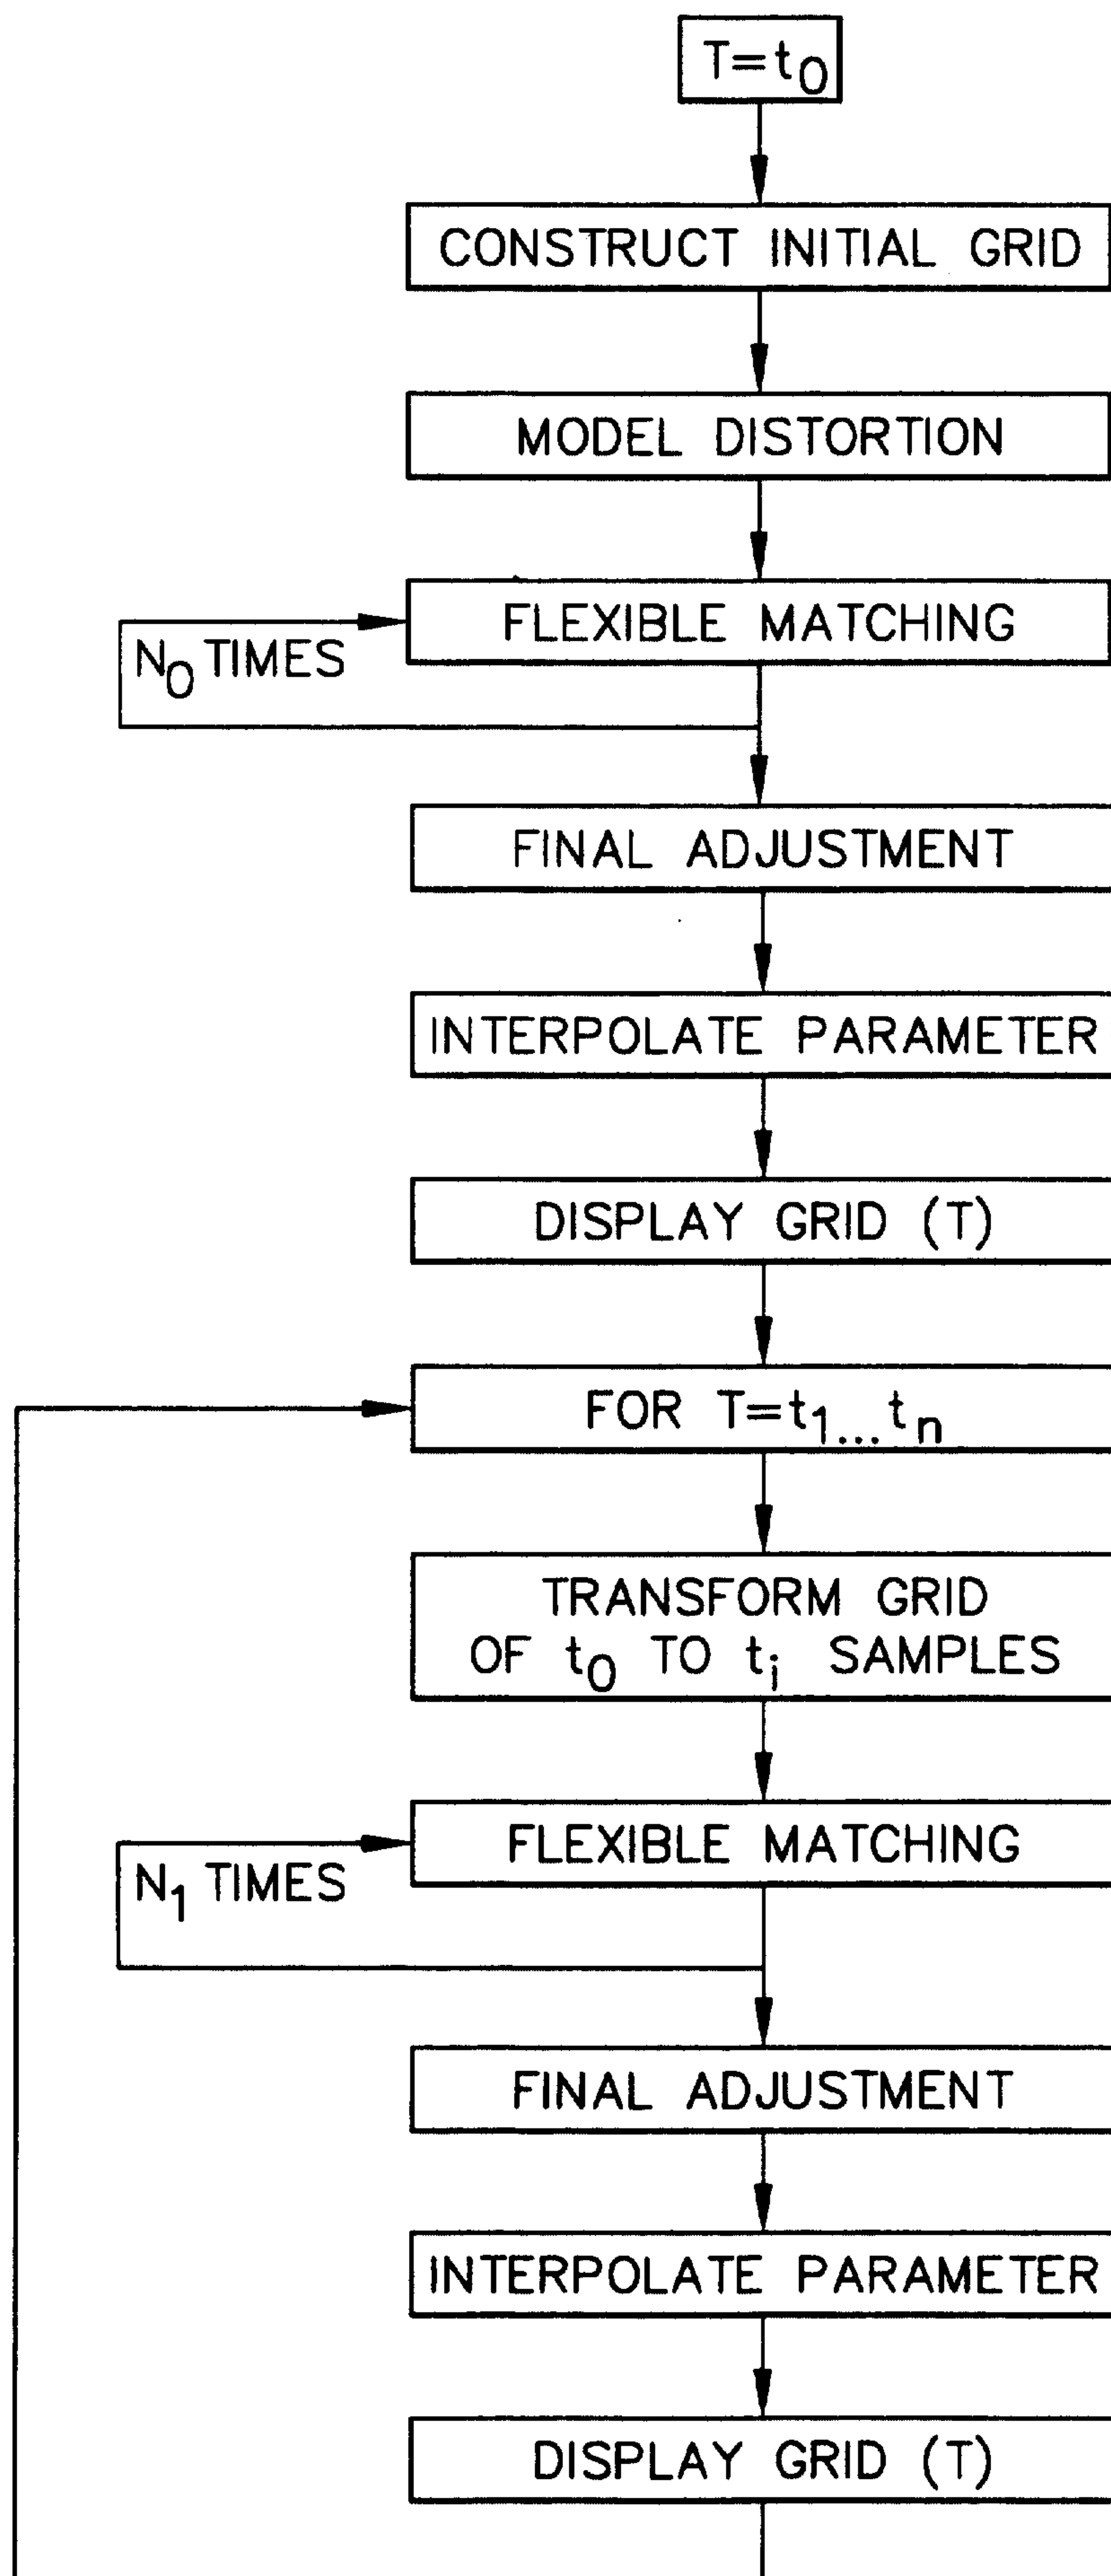 T=t₀
CONSTRUCT INITIAL GRID
MODEL DISTORTION
FLEXIBLE MATCHING
N₀ TIMES
FINAL ADJUSTMENT
INTERPOLATE PARAMETER
DISPLAY GRID (T)
FOR T=t₁...tₙ
TRANSFORM GRID
OF t₀ TO tᵢ SAMPLES
FLEXIBLE MATCHING
N₁ TIMES
FINAL ADJUSTMENT
INTERPOLATE PARAMETER
DISPLAY GRID (T)